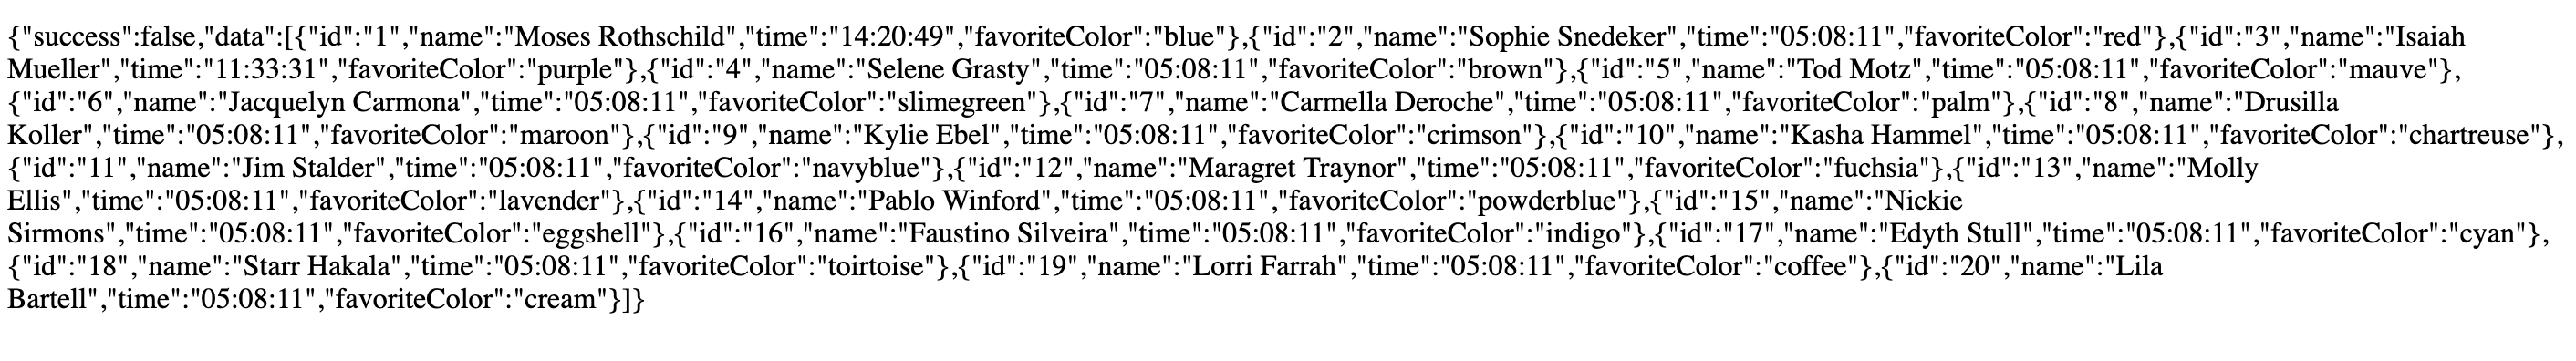 {"success":false,"data":[{"id":"1","name":"Moses Rothschild","time":"14:20:49","favoriteColor":"blue"},{"id":"2","name":"Sophie Snedeker","time":"05:08:11","favoriteColor":"red"},{"id":"3","name":"Isaiah
Mueller","time":"11:33:31","favoriteColor":"purple"},{"id":"4","name":"Selene Grasty","time":"05:08:11","favoriteColor":"brown"},{"id":"5","name":"Tod Motz","time":"05:08:11","favoriteColor":"mauve"},
{"id":"6","name":"Jacquelyn Carmona","time":"05:08:11","favoriteColor":"slimegreen"},{"id":"7","name":"Carmella Deroche","time":"05:08:11","favoriteColor":"palm"},{"id":"8","name":"Drusilla
Koller","time":"05:08:11","favoriteColor":"maroon"},{"id":"9","name":"Kylie Ebel","time":"05:08:11","favoriteColor":"crimson"},{"id":"10","name":"Kasha Hammel","time":"05:08:11","favoriteColor":"chartreuse"},
{"id":"11","name":"Jim Stalder","time":"05:08:11","favoriteColor":"navyblue"},{"id":"12","name":"Maragret Traynor","time":"05:08:11","favoriteColor":"fuchsia"},{"id":"13","name":"Molly
Ellis","time":"05:08:11","favoriteColor":"lavender"},{"id":"14","name":"Pablo Winford","time":"05:08:11","favoriteColor":"powderblue"},{"id":"15","name":"Nickie
Sirmons","time":"05:08:11","favoriteColor":"eggshell"},{"id":"16","name":"Faustino Silveira","time":"05:08:11","favoriteColor":"indigo"},{"id":"17","name":"Edyth Stull","time":"05:08:11","favoriteColor":"cyan"},
{"id":"18","name":"Starr Hakala","time":"05:08:11","favoriteColor":"toirtoise"},{"id":"19","name":"Lorri Farrah","time":"05:08:11","favoriteColor":"coffee"},{"id":"20","name":"Lila
Bartell","time":"05:08:11","favoriteColor":"cream"}]}